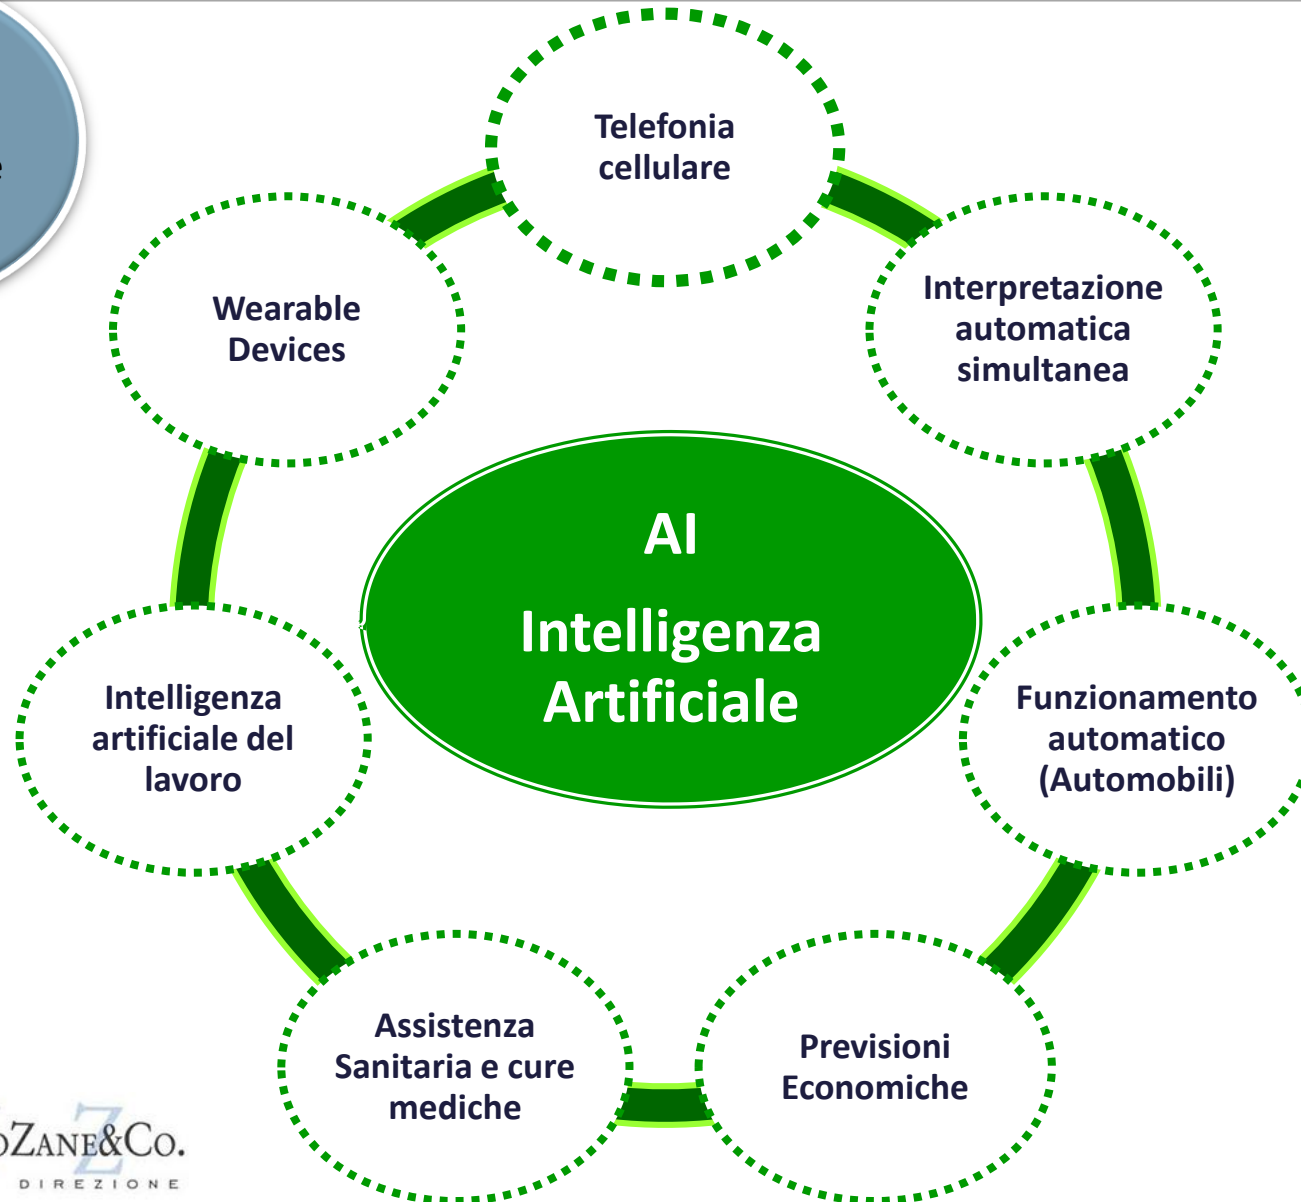 Telefonia
cellulare
Interpretazione
automatica
simultanea
Wearable
Devices
AI
Intelligenza
Artificiale
Intelligenza
artificiale del
lavoro
Funzionamento
automatico
(Automobili)
Assistenza
Sanitaria e cure
mediche
Previsioni
Economiche
ZANE&CO.
DIREZIONE